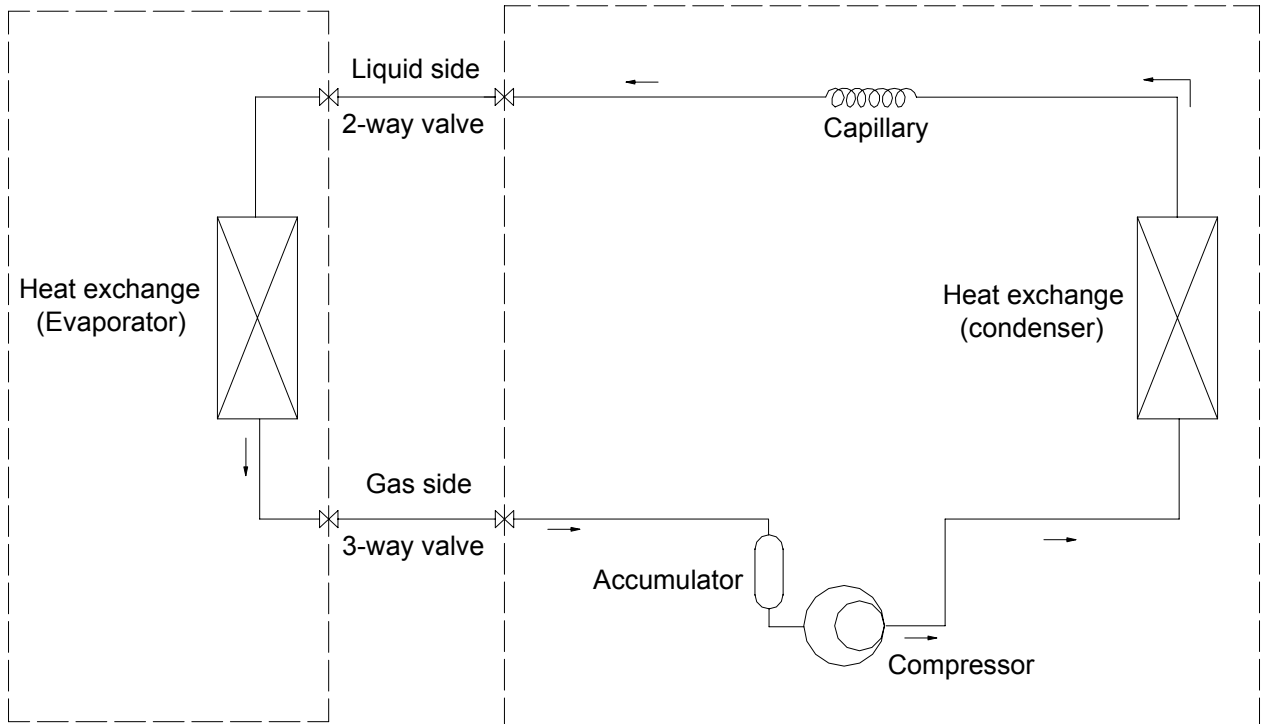 Liquid side
2-way valve
Capillary
Heat exchange
(Evaporator)
Heat exchange
(condenser)
Gas side
3-way valve
Accumulator
Compressor